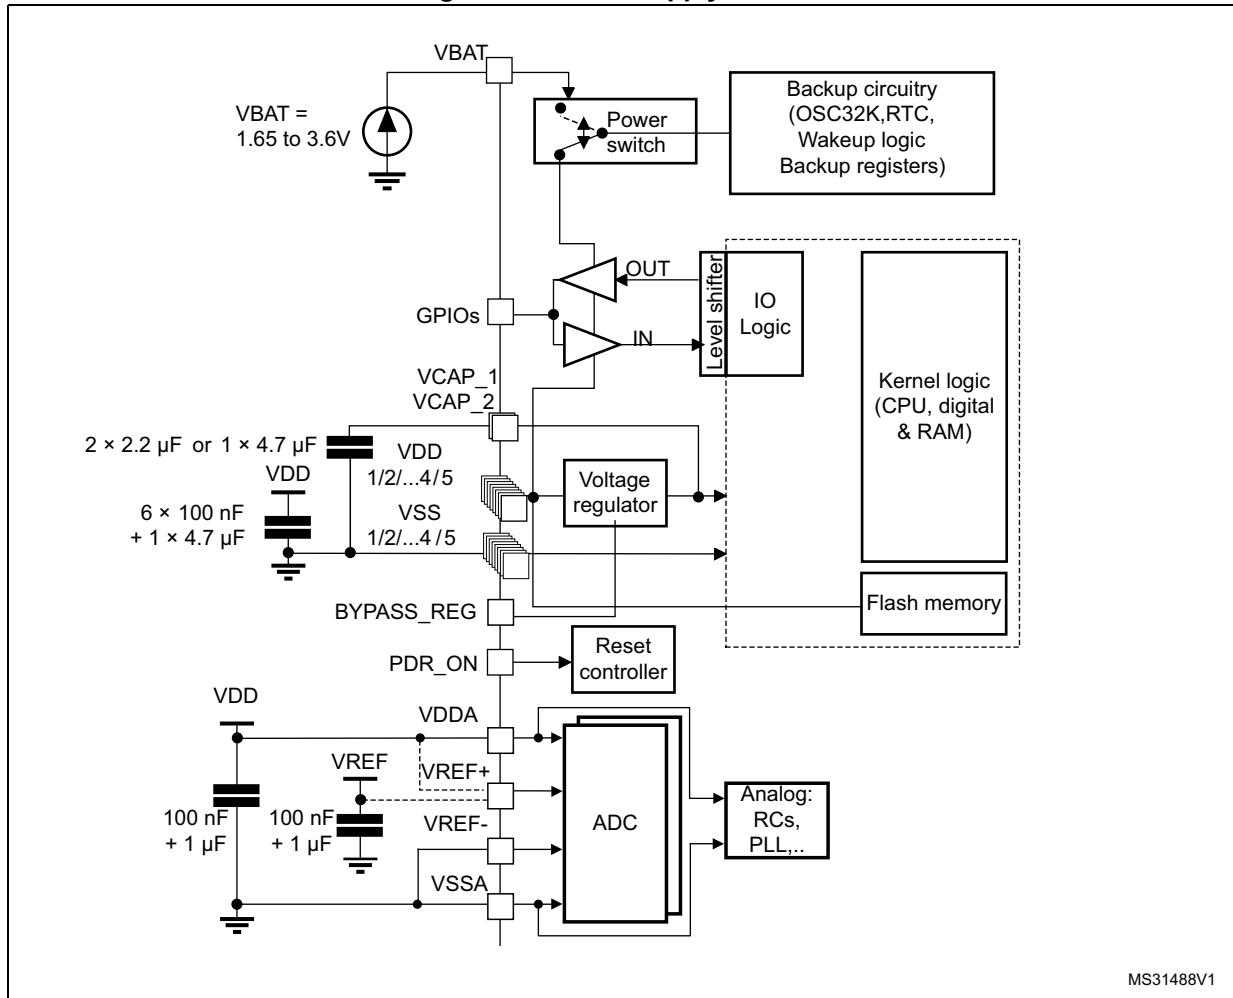 VBAT
VBAT =
1.65 to 3.6V
Power
switch
Backup circuitry
(OSC32K,RTC,
Wakeup logic
Backup registers)
OUT
GPIOs
IN
Level shifter
IO
Logic
Kernel logic
(CPU, digital
& RAM)
VCAP_1
VCAP_2
2 × 2.2 µF or 1 × 4.7 µF
VDD
1/2/...4/5
VDD
6 × 100 nF
+ 1 × 4.7 µF
VSS
1/2/...4/5
Voltage
regulator
Flash memory
BYPASS_REG
PDR_ON
Reset
controller
VDD
VDDA
VREF
VREF+
100 nF
+ 1 µF
100 nF
+ 1 µF
VREF-
VSSA
ADC
Analog:
RCs,
PLL,..
MS31488V1